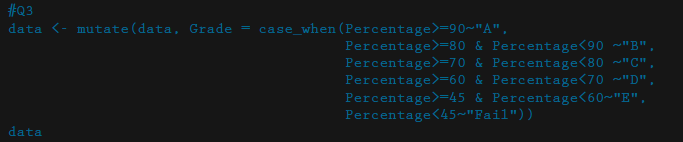 #Q3
data <- mutate(data, Grade = case_when(Percentage>=90~"A",
Percentage>=80 & Percentage<90 ~"B",
Percentage>=70 & Percentage<80 ~"C",
Percentage>=60 & Percentage<70 ~"D",
Percentage>=45 & Percentage<60~"E",
Percentage<45~"Fail"))
data